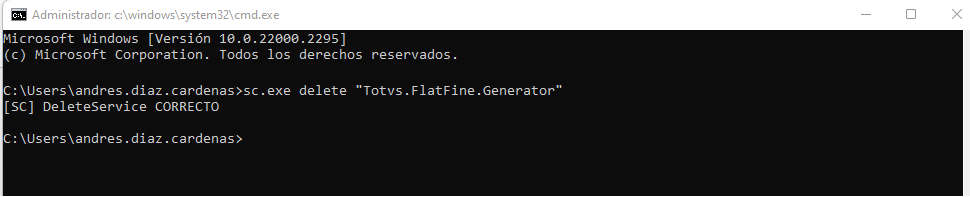 Administrador: c:\windows\system32\cmd.exe
Microsoft Windows [Versión 10.0.22000.2295]
(c) Microsoft Corporation. Todos los derechos reservados.
C:\Users\andres.diaz.cardenas>sc.exe delete "Totvs.FlatFine.Generator"
[SC] DeleteService CORRECTO
C:\Users\andres.diaz.cardenas>